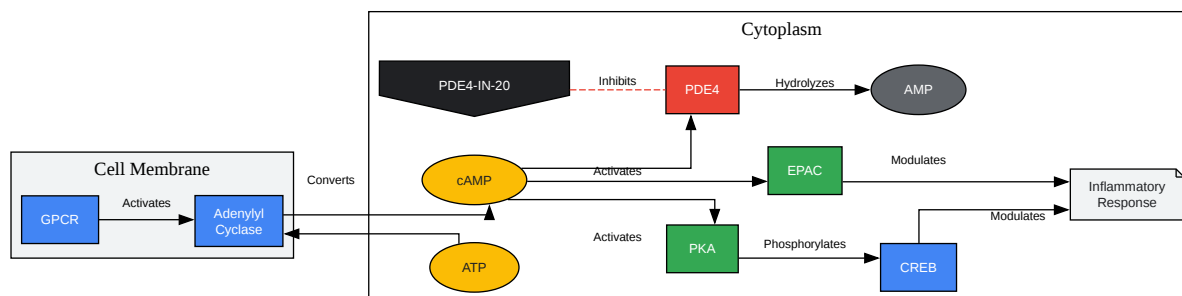 Cytoplasm
PDE4-IN-20
Inhibits
PDE4
Hydrolyzes
AMP
Cell Membrane
GPCR
Activates
Adenylyl
Cyclase
Converts
cAMP
ATP
Activates
EPAC
Modulates
Activates
PKA
Phosphorylates
CREB
Modulates
Inflammatory
Response